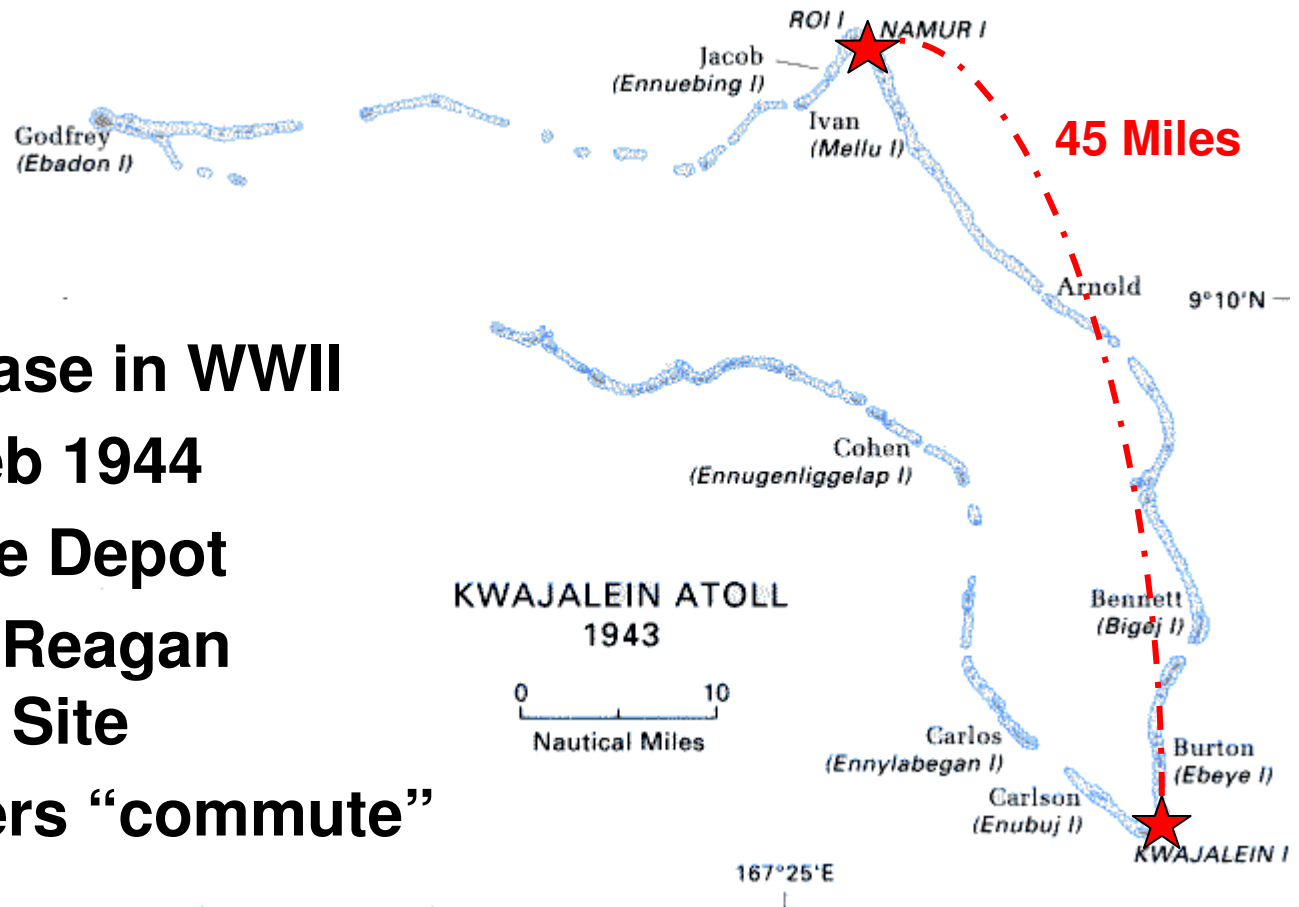 ROI I
NAMUR I
Jacob
(Ennuebing I)
Godfrey
(Ebadon I)
Ivan
(Mellu I)
45 Miles
Arnold
9°10'N
ase in WWII
eb 1944
e Depot
Reagan
Site
ers “commute”
Cohen
(Ennugenliggelap I)
KWAJALEIN ATOLL
1943
0 10
Nautical Miles
Bennett
(Bigej I)
Carlos
(Ennylabegan I)
Burton
(Ebeye I)
Carlson
(Enubuj I)
KWAJALEIN I
167°25'E